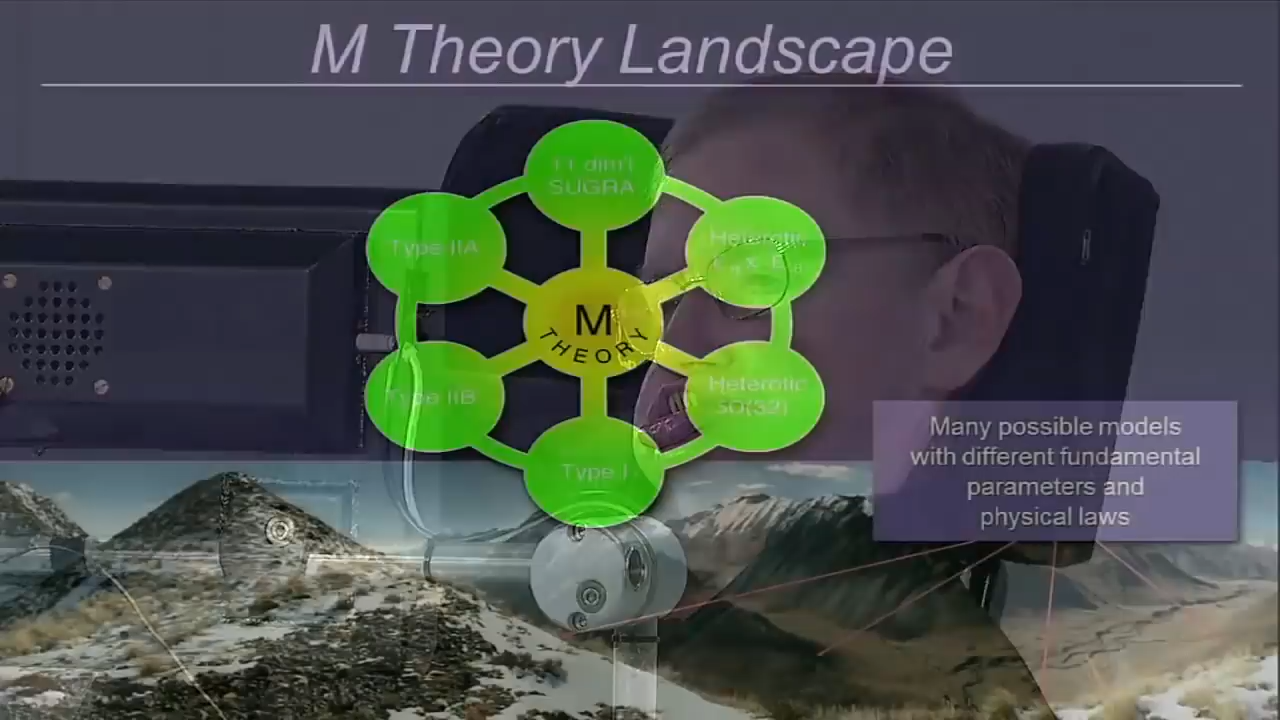 M Theory Landscape
11 dim'l
SUGRA
Type IIA
Heterotic
M
THEORY
Type IIB
Heterotic
SO(32)
Type I
Many possible models
with different fundamental
parameters and
physical laws